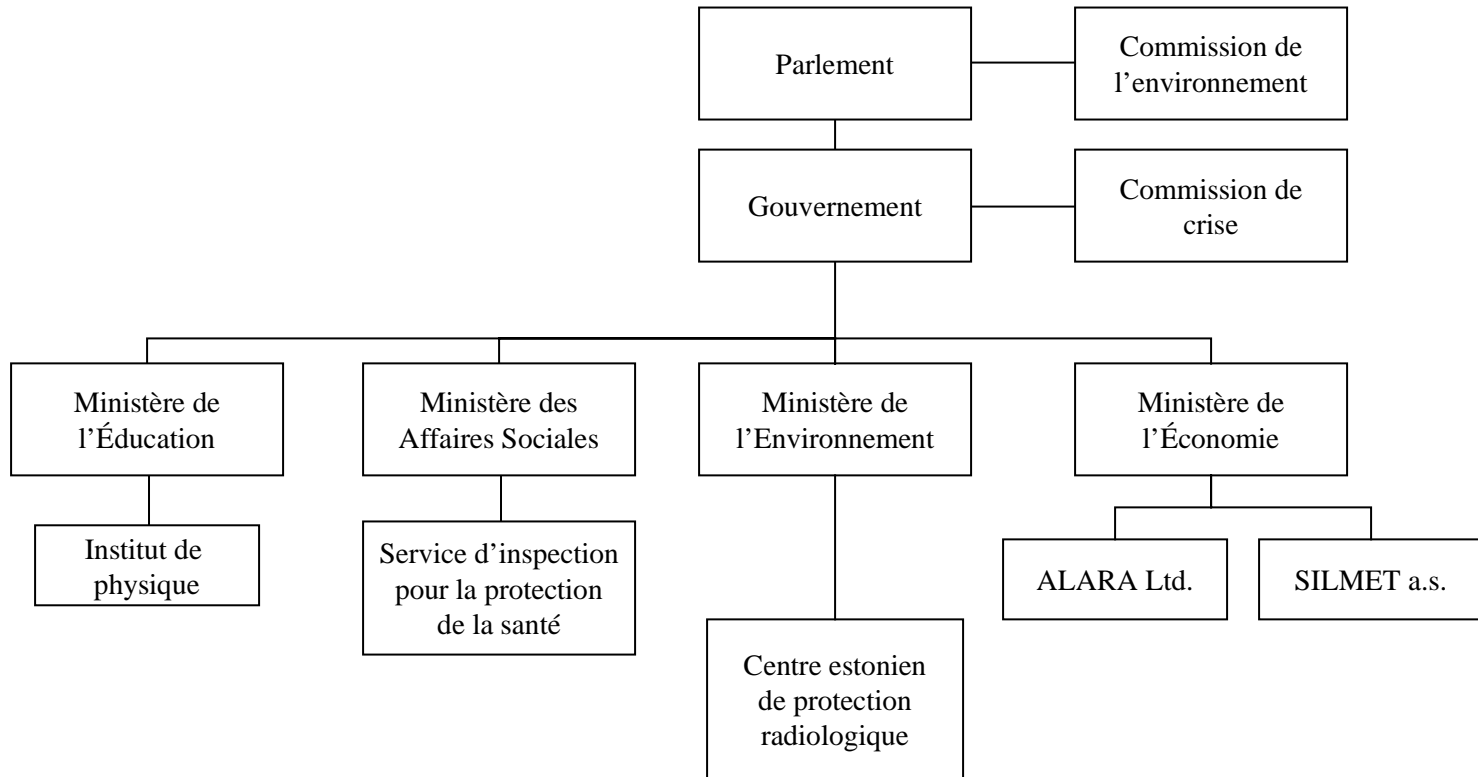 Parlement
Commission de
l’environnement
Gouvernement
Commission de
crise
Ministère de
l’Éducation
Ministère des
Affaires Sociales
Ministère de
l’Environnement
Ministère de
l’Économie
Institut de
physique
Service d’inspection
pour la protection
de la santé
ALARA Ltd.
SILMET a.s.
Centre estonien
de protection
radiologique